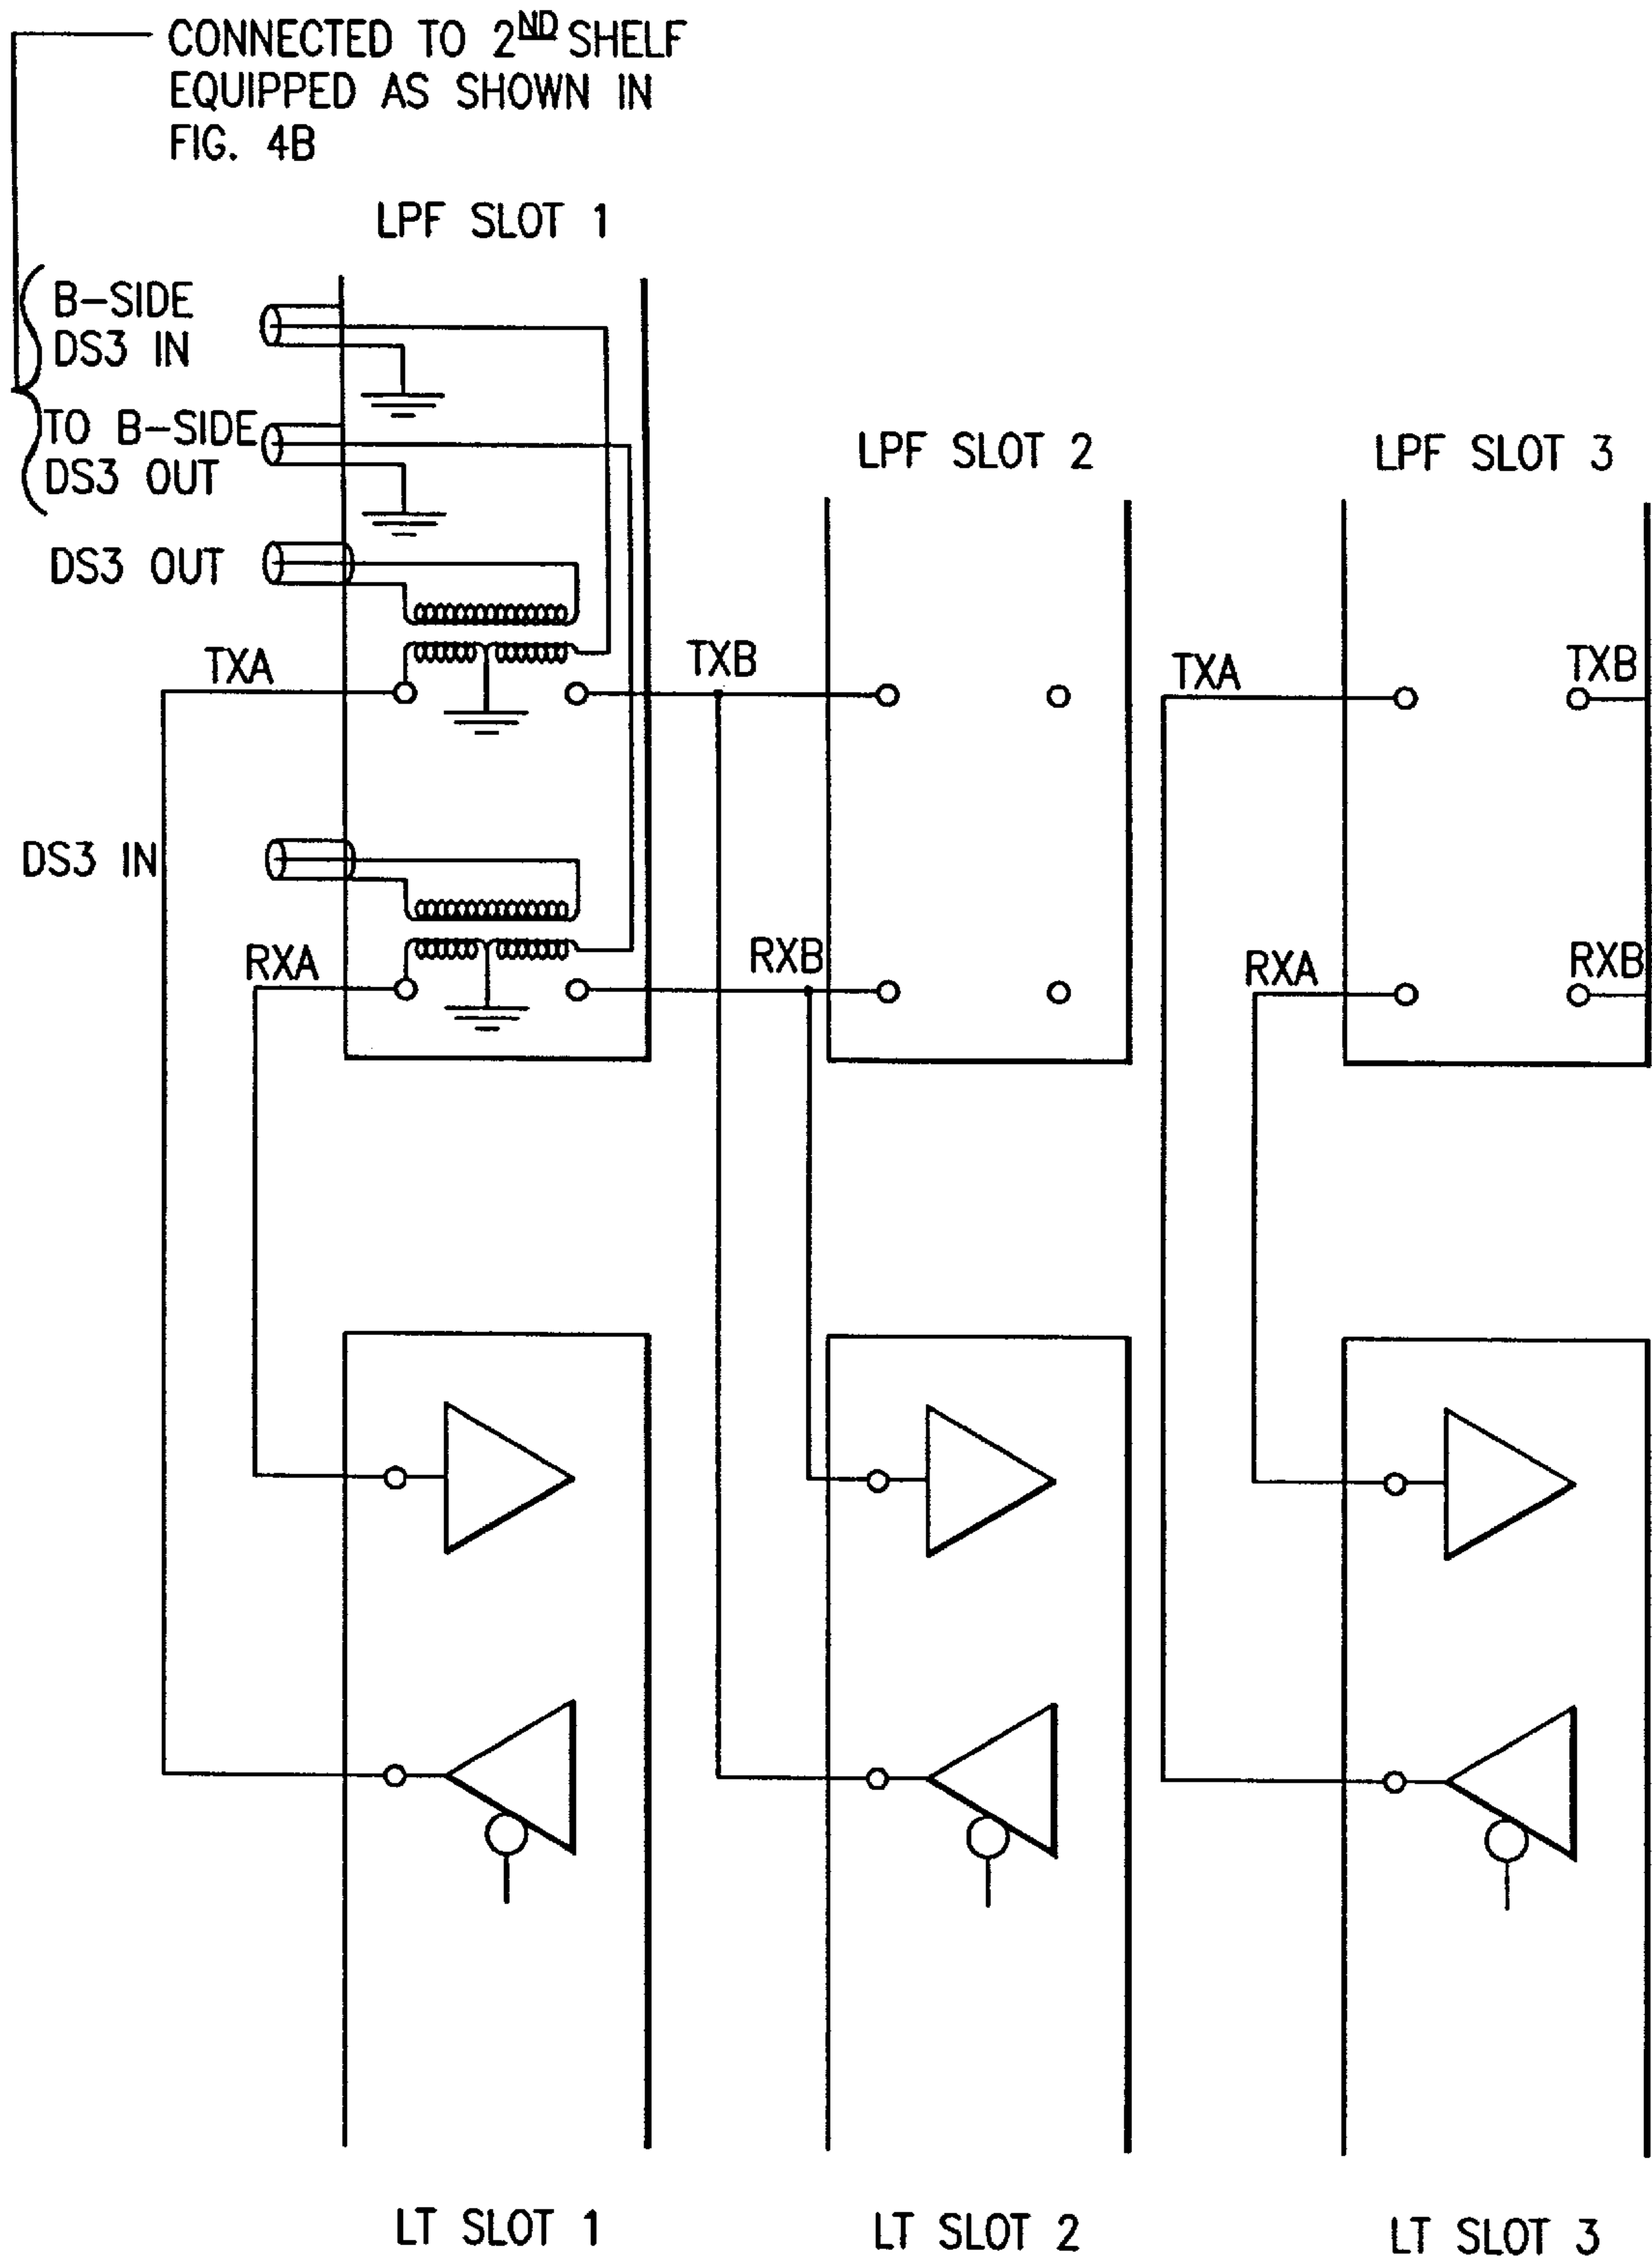 CONNECTED TO 2ND SHELF
EQUIPPED AS SHOWN IN
FIG. 4B
LPF SLOT 1
B-SIDE
DS3 IN
TO B-SIDE
DS3 OUT
LPF SLOT 2
LPF SLOT 3
DS3 OUT
TXA
TXB
TXA
TXB
DS3 IN
RXA
RXB
RXA
RXB
LT SLOT 1
LT SLOT 2
LT SLOT 3